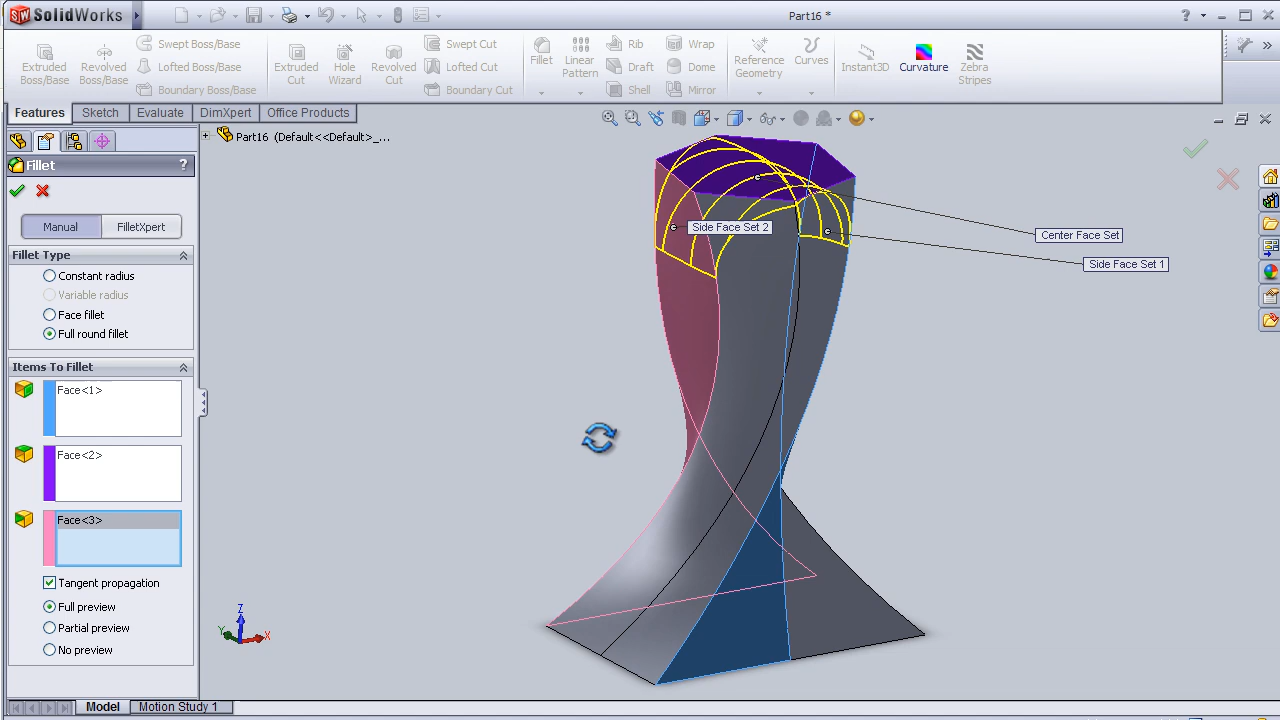 SW SolidWorks
Part16 *
?
Extruded Boss/Base
Revolved Boss/Base
Swept Boss/Base
Lofted Boss/Base
Boundary Boss/Base
Extruded Cut
Hole Wizard
Revolved Cut
Swept Cut
Lofted Cut
Boundary Cut
Fillet
Linear Pattern
Rib
Draft
Shell
Wrap
Dome
Mirror
Reference Geometry
Curves
Instant3D
Curvature
Zebra Stripes
Features
Sketch
Evaluate
DimXpert
Office Products
Part16 (Default<<Default>_...
Fillet
?
Manual
FilletXpert
Fillet Type
Constant radius
Variable radius
Face fillet
Full round fillet
Items To Fillet
Face<1>
Face<2>
Face<3>
Tangent propagation
Full preview
Partial preview
No preview
Side Face Set 2
Center Face Set
Side Face Set 1
Z
Y
X
Model
Motion Study 1